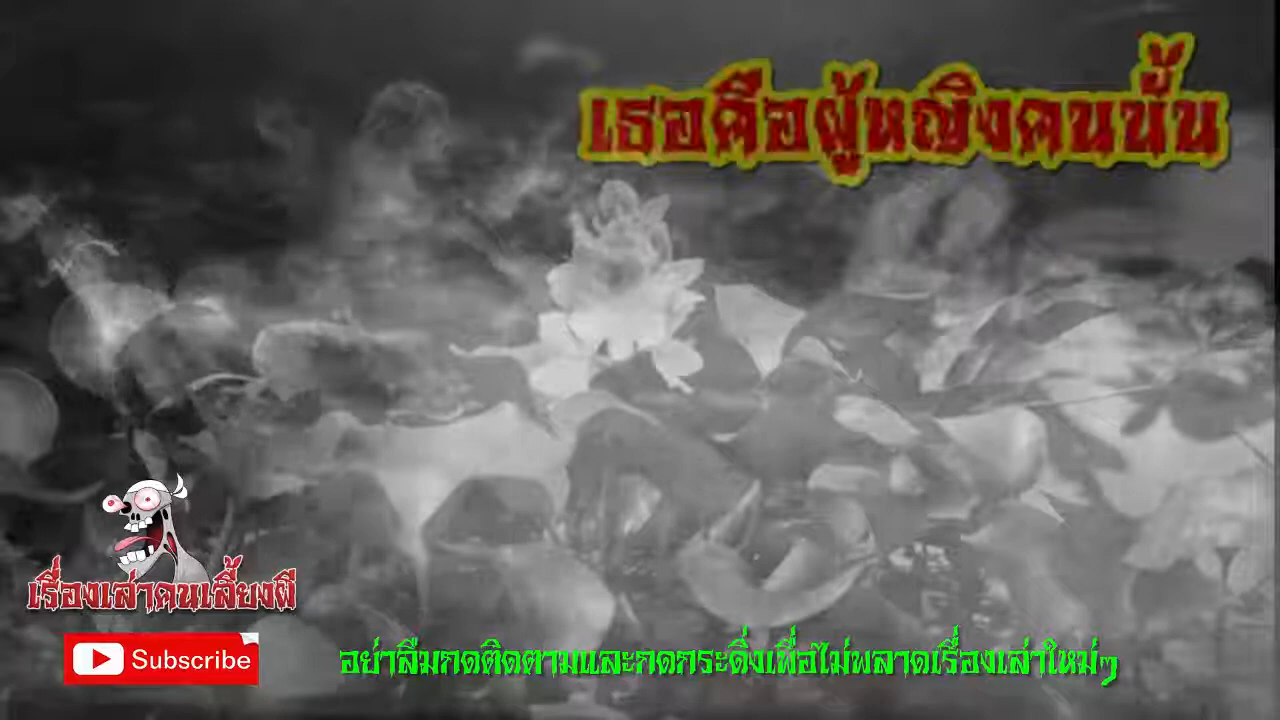 เธอคือผู้หญิงคนนั้น
เรื่องเล่าคนเลี้ยงผี
Subscribe
อย่าลืมกดติดตามและกดกระดิ่งเพื่อไม่พลาดเรื่องเล่าใหม่ๆ